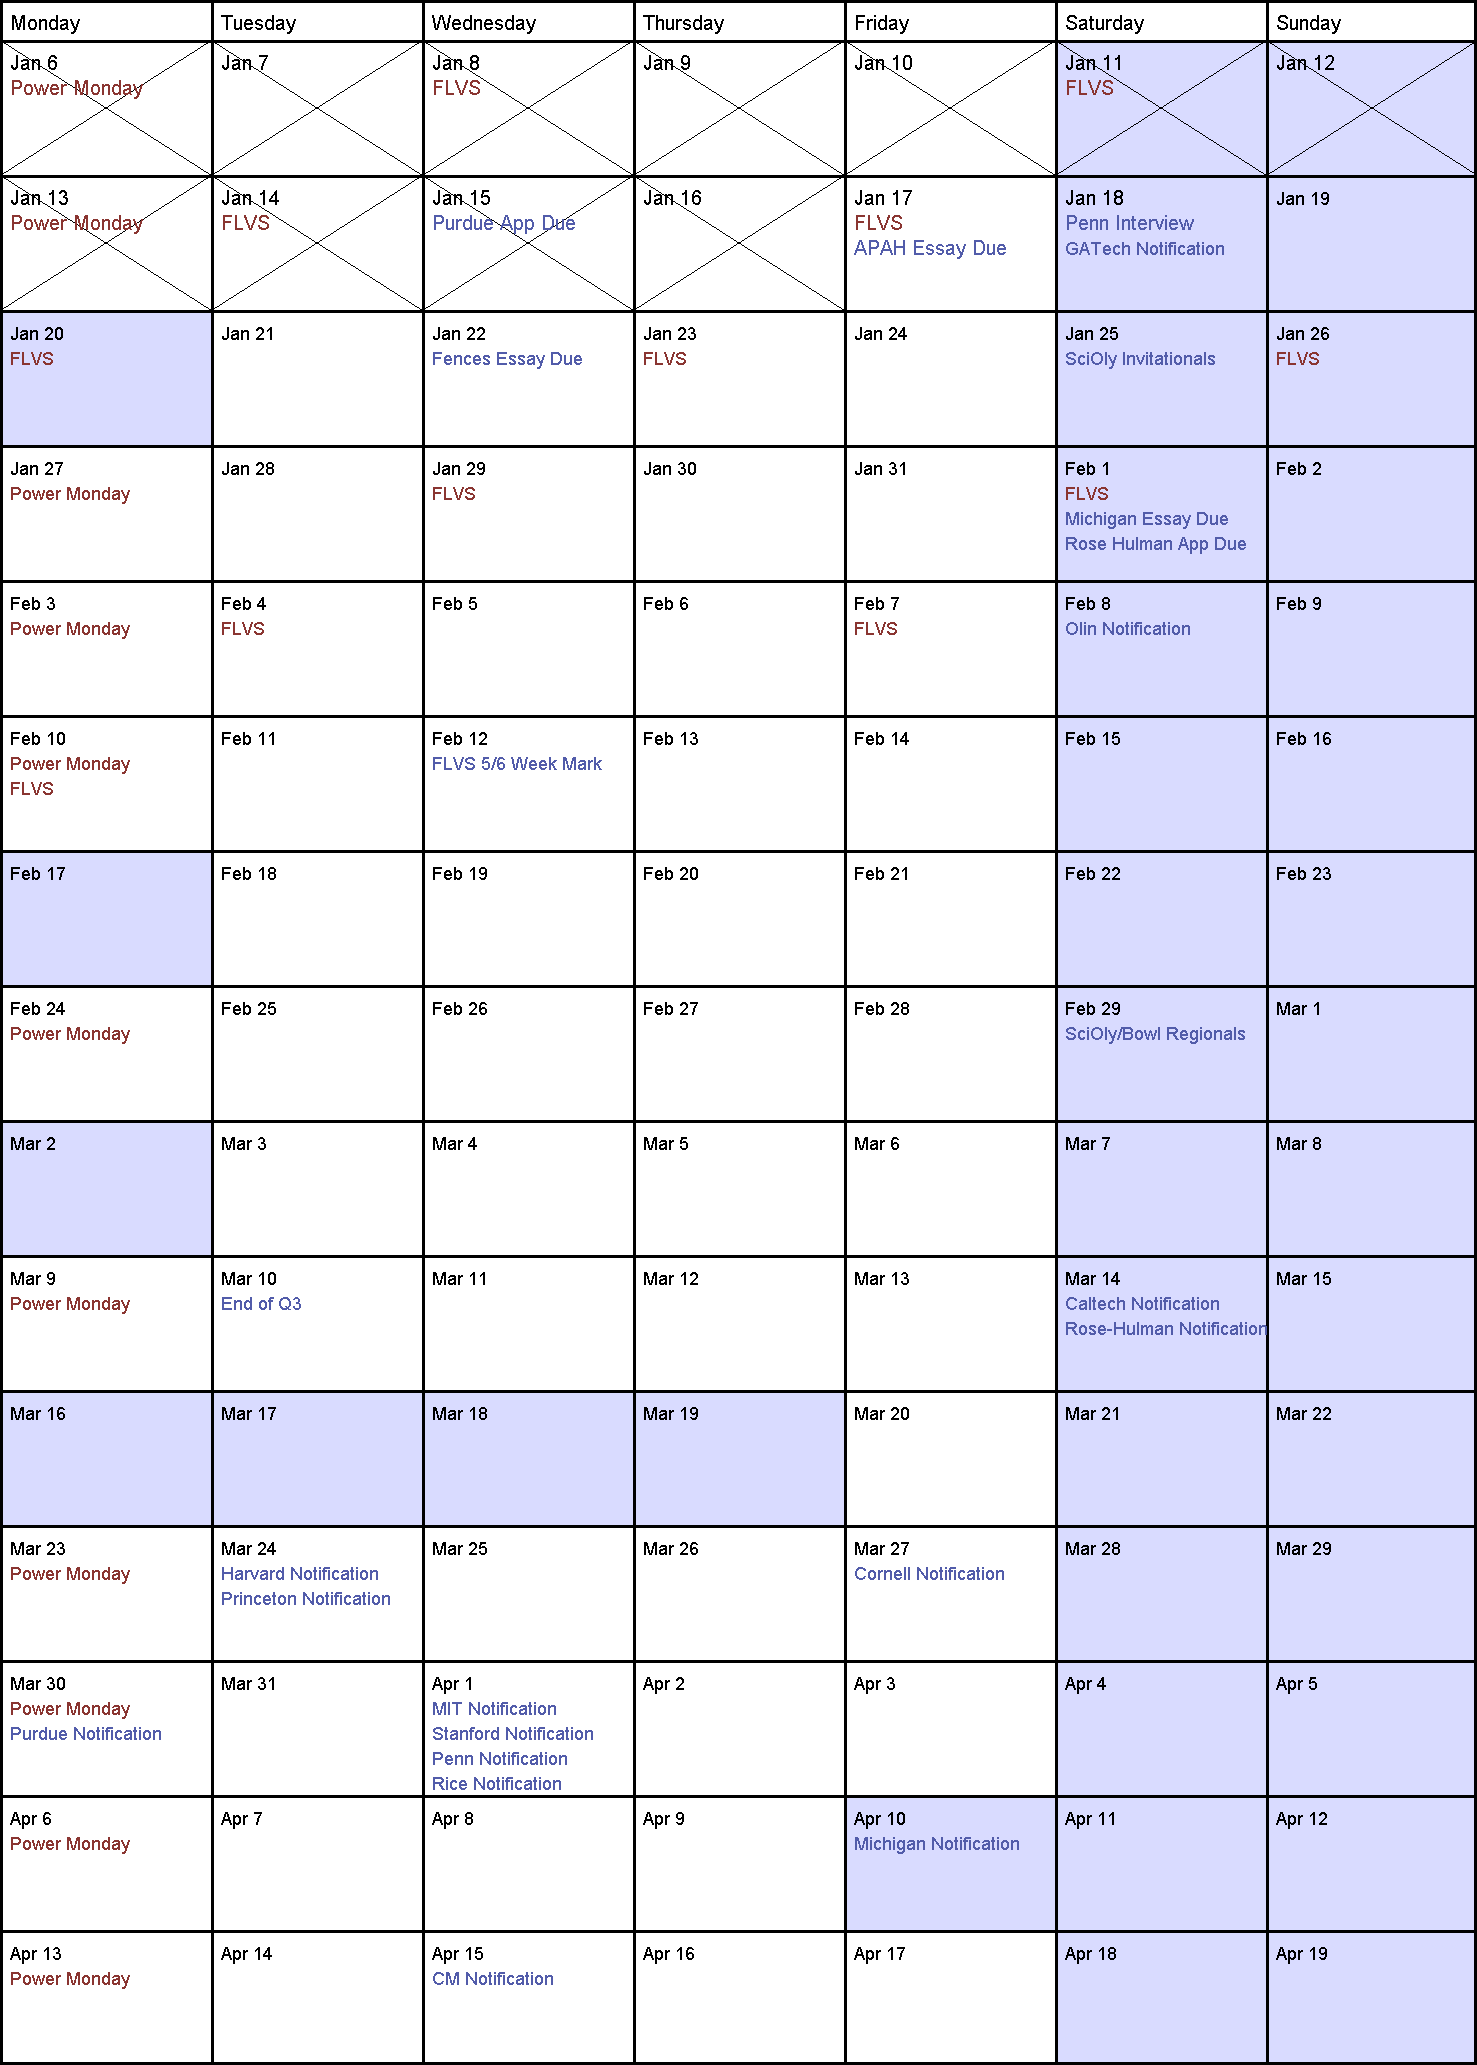 Monday Tuesday Wednesday Thursday Friday Saturday Sunday
Jan 6 Jan 7 Jan 8 Jan 9 Jan 10 Jan 11 Jan 12
Power Monday FLVS FLVS
Jan 13 Jan 14 Jan 15 Jan 16 Jan 17 Jan 18 Jan 19
Power Monday FLVS Purdue App Due FLVS Penn Interview
APAH Essay Due GATech Notification
Jan 20 Jan 21 Jan 22 Jan 23 Jan 24 Jan 25 Jan 26
FLVS Fences Essay Due FLVS SciOly Invitationals FLVS
Jan 27 Jan 28 Jan 29 Jan 30 Jan 31 Feb 1 Feb 2
Power Monday FLVS FLVS
Michigan Essay Due
Rose Hulman App Due
Feb 3 Feb 4 Feb 5 Feb 6 Feb 7 Feb 8 Feb 9
Power Monday FLVS FLVS Olin Notification
Feb 10 Feb 11 Feb 12 Feb 13 Feb 14 Feb 15 Feb 16
Power Monday FLVS 5/6 Week Mark
FLVS
Feb 17 Feb 18 Feb 19 Feb 20 Feb 21 Feb 22 Feb 23
Feb 24 Feb 25 Feb 26 Feb 27 Feb 28 Feb 29 Mar 1
Power Monday SciOly/Bowl Regionals
Mar 2 Mar 3 Mar 4 Mar 5 Mar 6 Mar 7 Mar 8
Mar 9 Mar 10 Mar 11 Mar 12 Mar 13 Mar 14 Mar 15
Power Monday End of Q3 Caltech Notification
Rose-Hulman Notification
Mar 16 Mar 17 Mar 18 Mar 19 Mar 20 Mar 21 Mar 22
Mar 23 Mar 24 Mar 25 Mar 26 Mar 27 Mar 28 Mar 29
Power Monday Harvard Notification Cornell Notification
Princeton Notification
Mar 30 Mar 31 Apr 1 Apr 2 Apr 3 Apr 4 Apr 5
Power Monday MIT Notification
Purdue Notification Stanford Notification
Penn Notification
Rice Notification
Apr 6 Apr 7 Apr 8 Apr 9 Apr 10 Apr 11 Apr 12
Power Monday Michigan Notification
Apr 13 Apr 14 Apr 15 Apr 16 Apr 17 Apr 18 Apr 19
Power Monday CM Notification